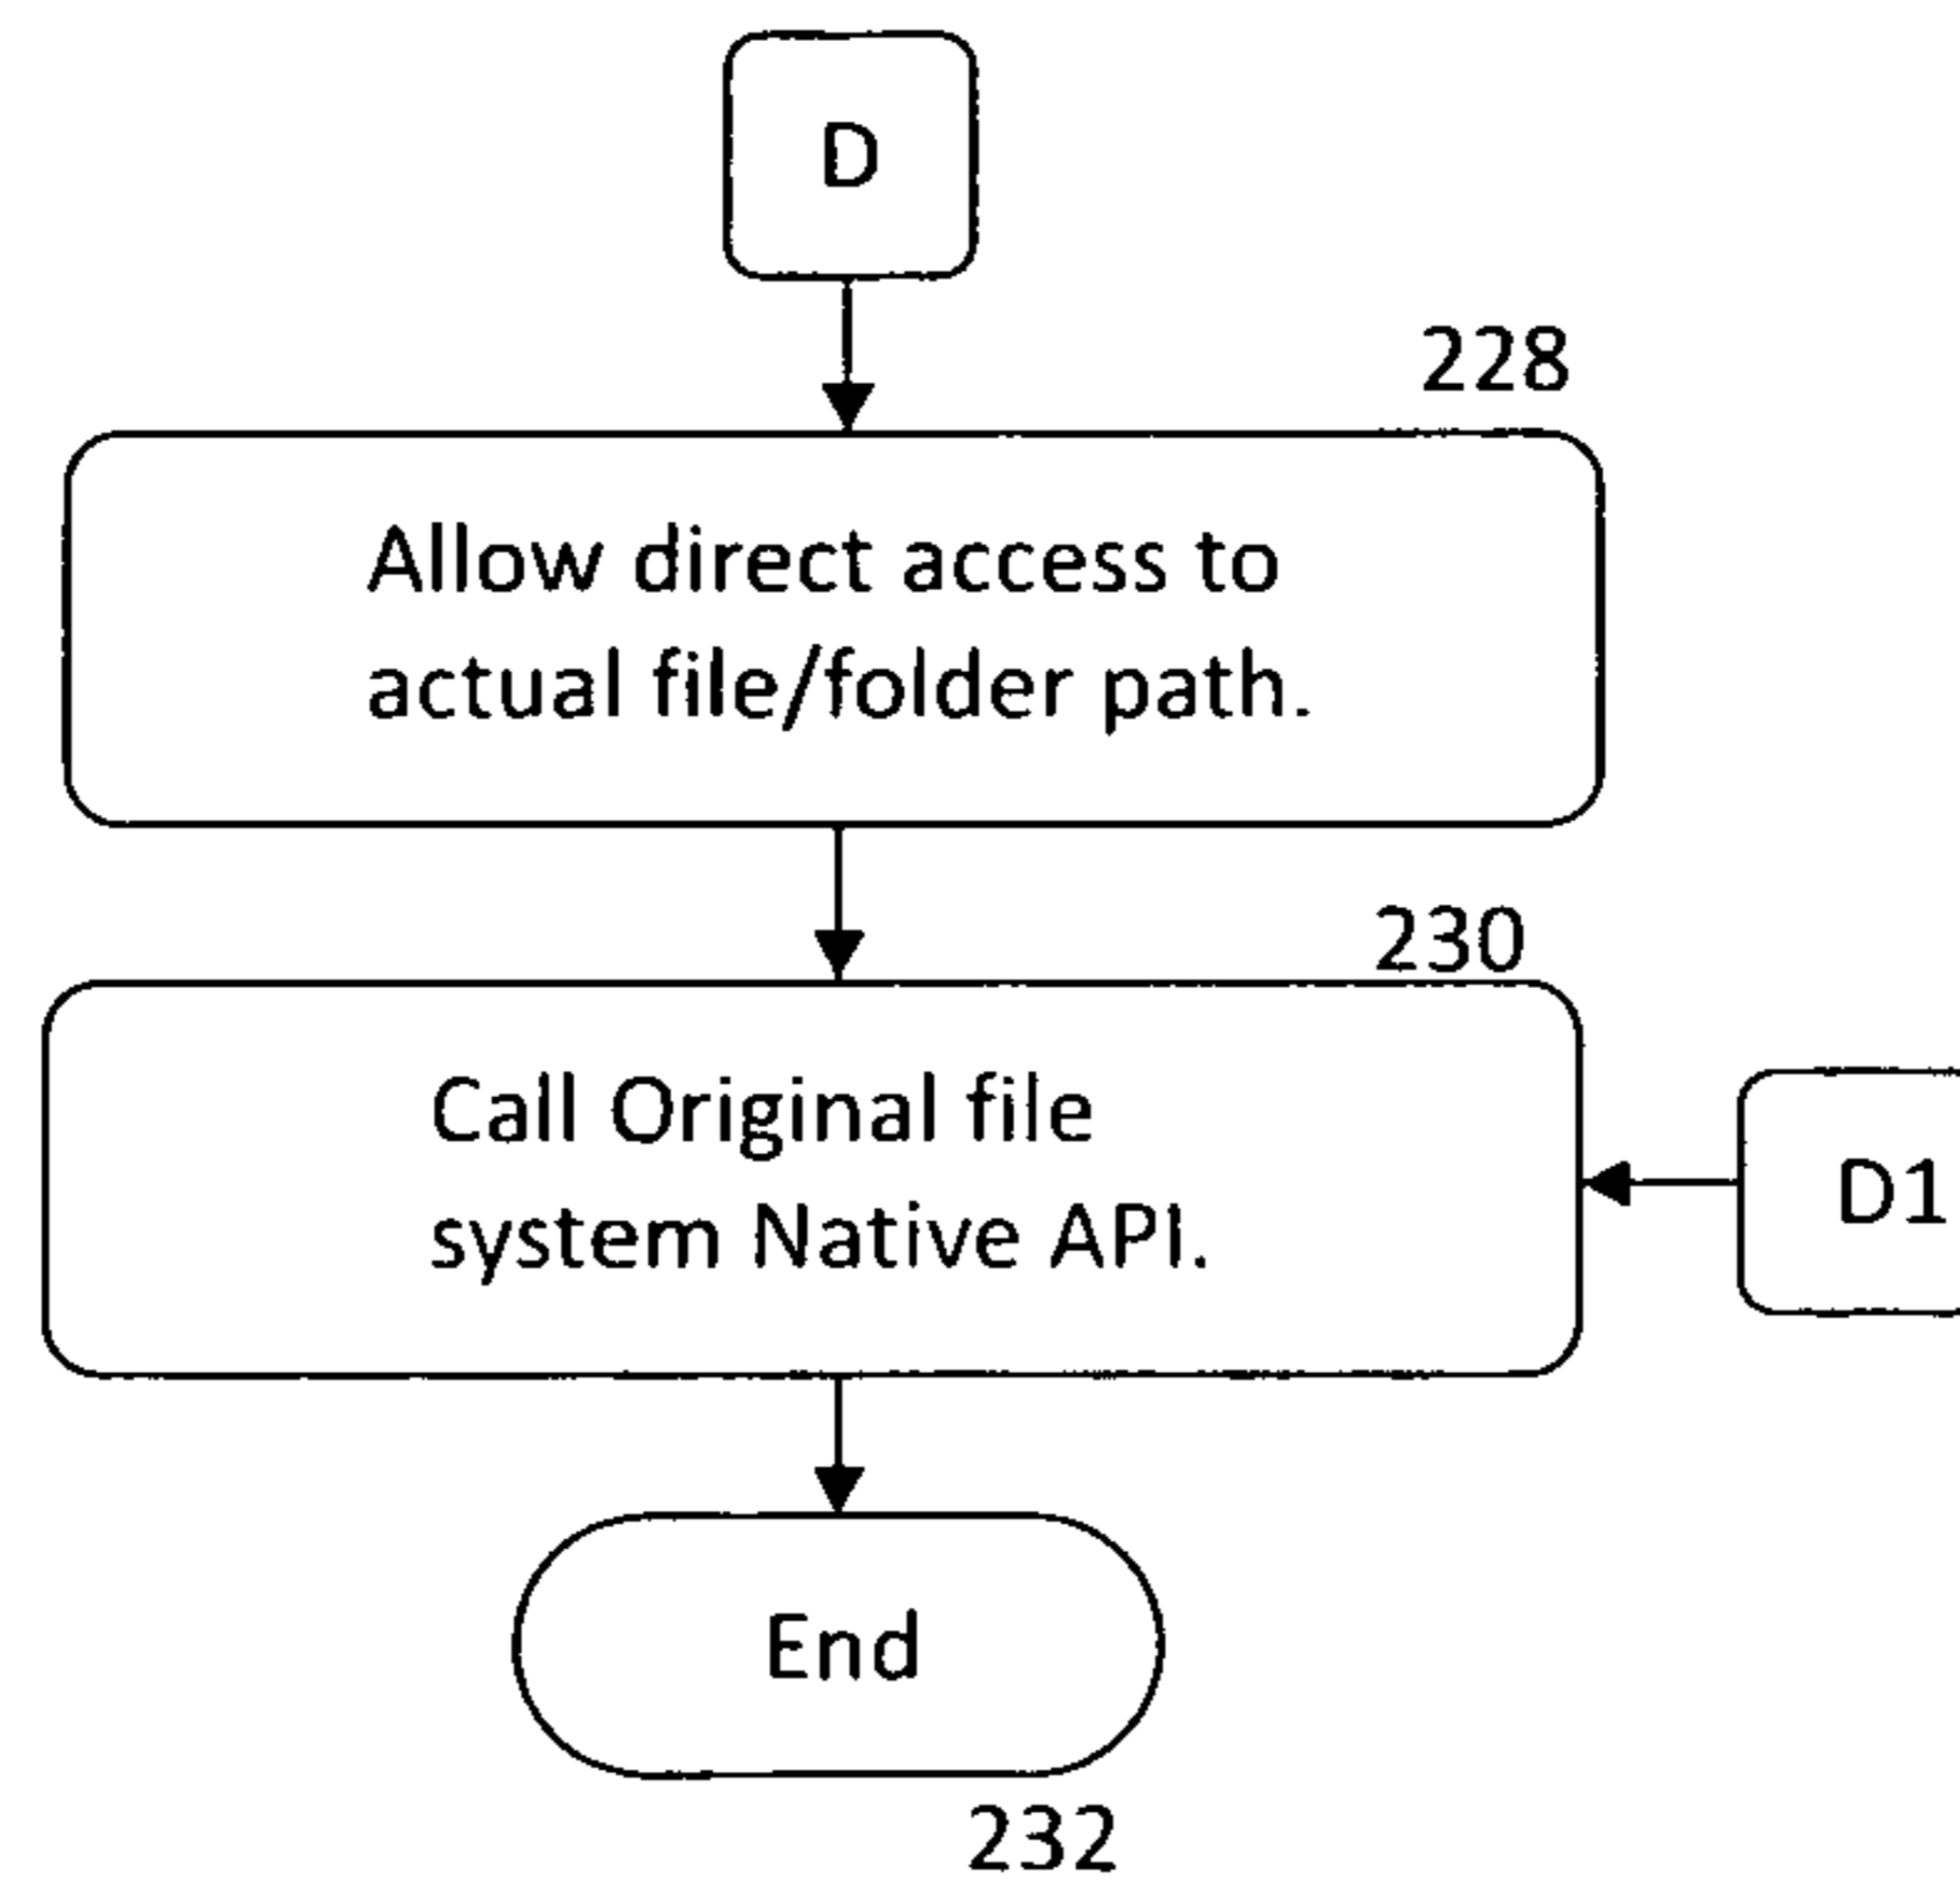 D
228
Allow direct access to
actual file/folder path.
230
Call Original file
system Native API.
D1
End
232